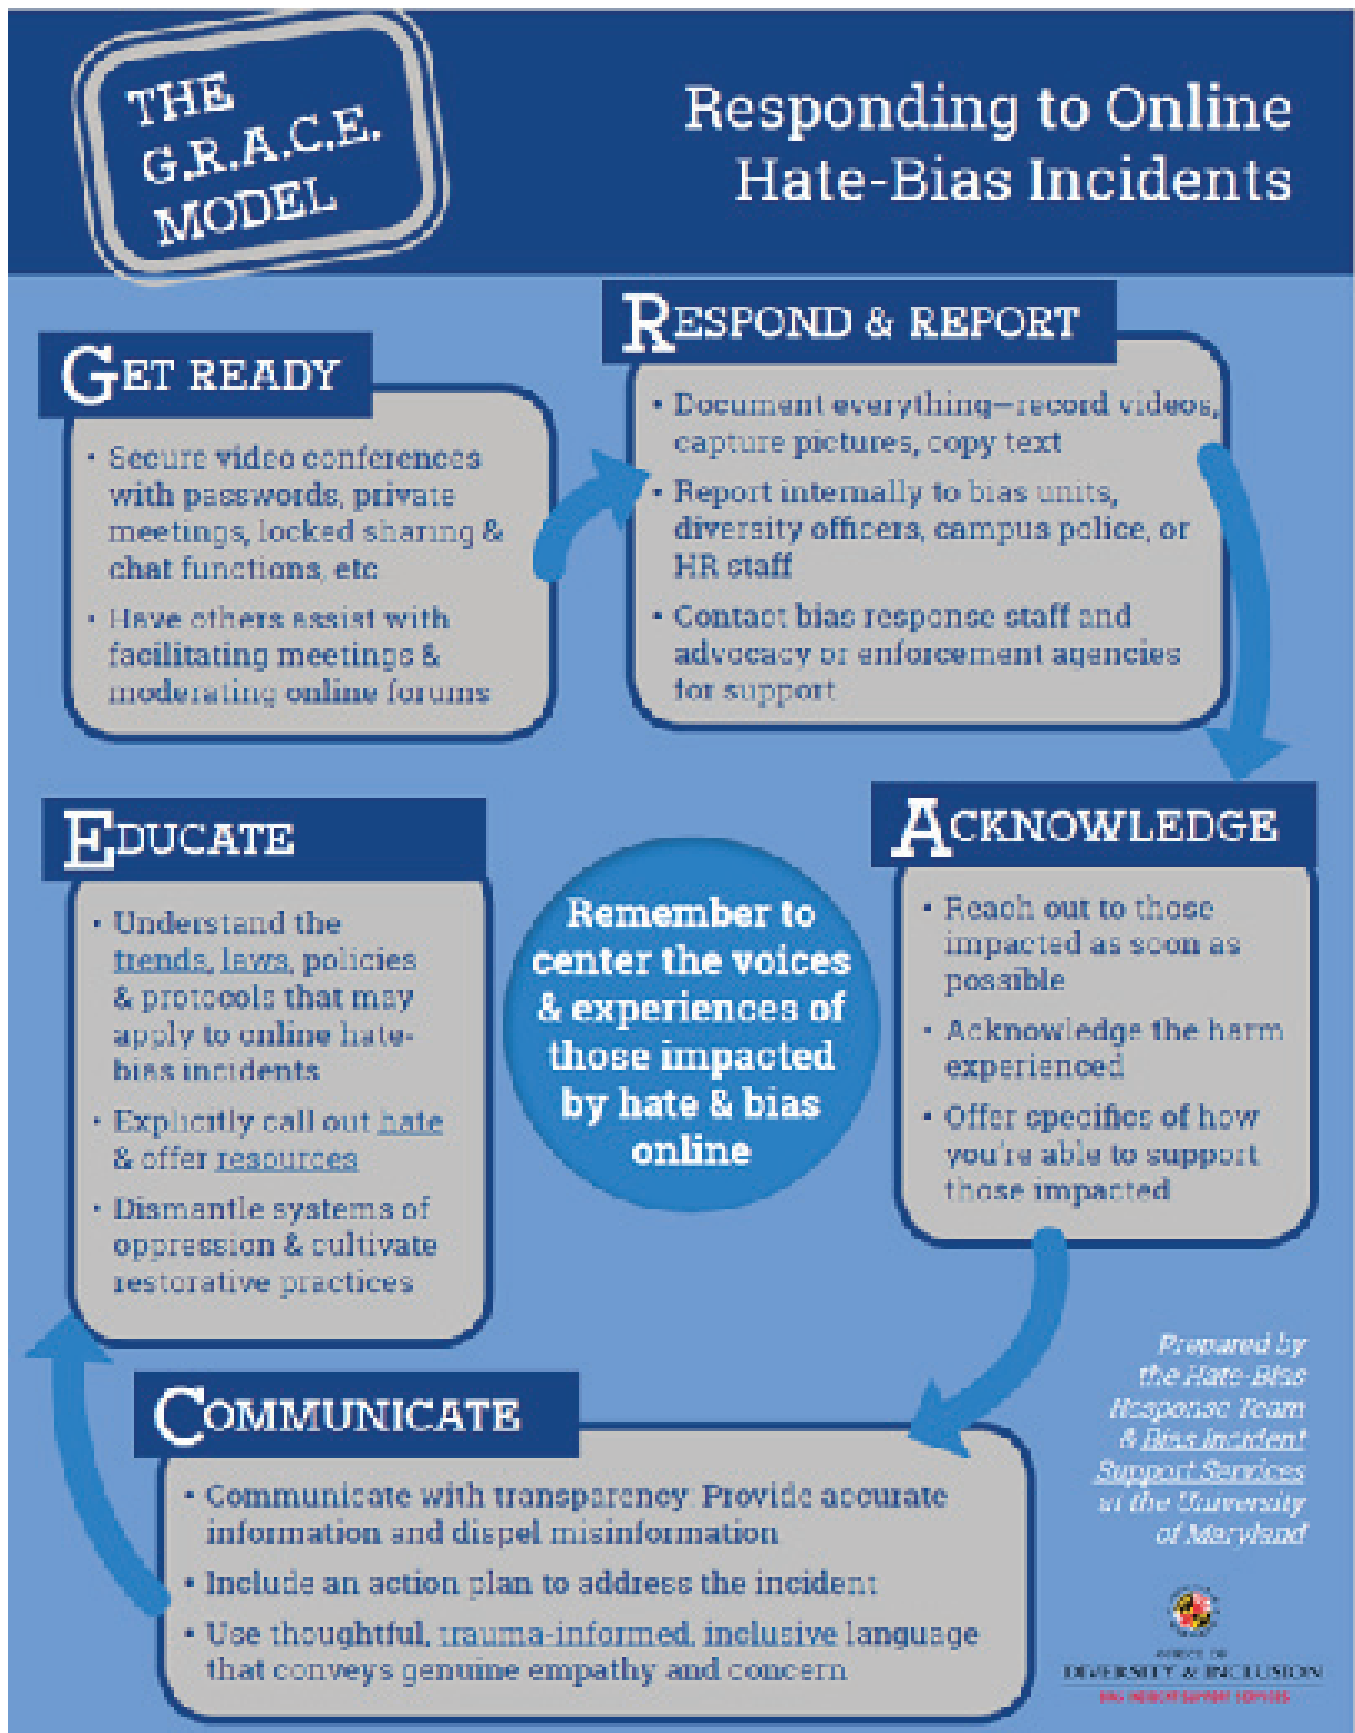 THE
G.R.A.C.E.
MODEL
Responding to Online
Hate-Bias Incidents
GET READY
• Secure video conferences
with passwords, private
meetings, locked sharing &
chat functions, etc
• Have others assist with
facilitating meetings &
moderating online forums
RESPOND & REPORT
• Document everything—record videos,
capture pictures, copy text
• Report internally to bias units,
diversity officers, campus police, or
HR staff
• Contact bias response staff and
advocacy or enforcement agencies
for support
ACKNOWLEDGE
• Reach out to those
impacted as soon as
possible
• Acknowledge the harm
experienced
• Offer specifics of how
you're able to support
those impacted
COMMUNICATE
• Communicate with transparency. Provide accurate
information and dispel misinformation
• Include an action plan to address the incident
• Use thoughtful, trauma-informed, inclusive language
that conveys genuine empathy and concern
EDUCATE
• Understand the
trends, laws, policies
& protocols that may
apply to online hate-
bias incidents
• Explicitly call out hate
& offer resources
• Dismantle systems of
oppression & cultivate
restorative practices
Remember to
center the voices
& experiences of
those impacted
by hate & bias
online
Prepared by
the Hate-Bias
Response Team
& Bias Incident
Support Services
at the University
of Maryland
OFFICE OF
DIVERSITY & INCLUSION
BIAS INCIDENT SUPPORT SERVICES